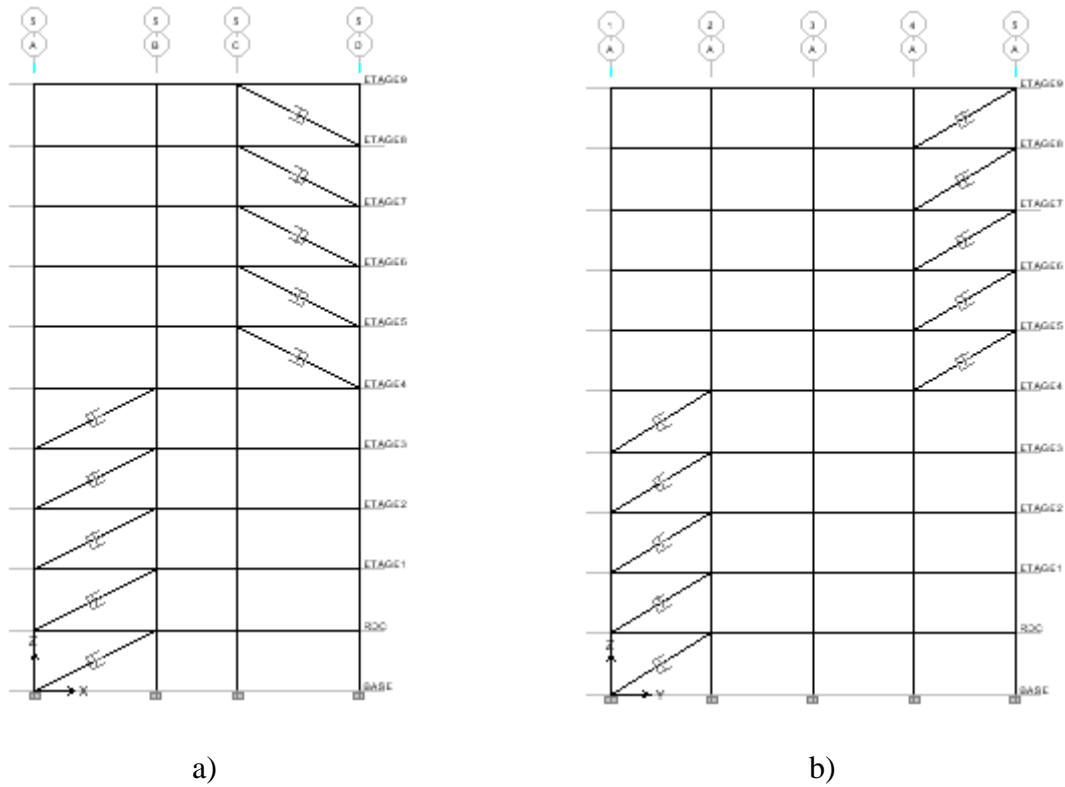 5 5 5 5
A B C D
ETAGE9
ETAGE8
ETAGE7
ETAGE6
ETAGE5
ETAGE4
ETAGE3
ETAGE2
ETAGE1
RDC
BASE
Z
X
a)
1 2 3 4 5
A A A A A
ETAGE9
ETAGE8
ETAGE7
ETAGE6
ETAGE5
ETAGE4
ETAGE3
ETAGE2
ETAGE1
RDC
BASE
Z
Y
b)